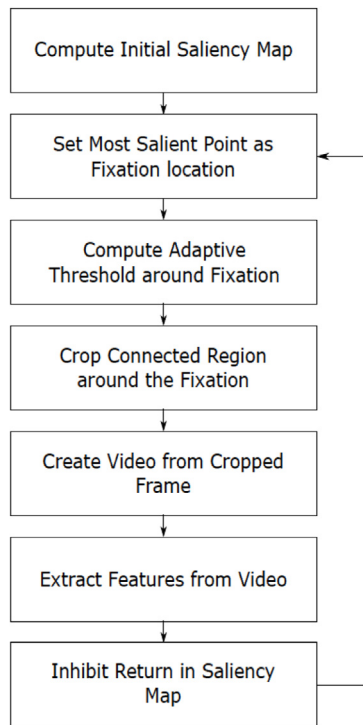 Compute Initial Saliency Map
Set Most Salient Point as
Fixation location
Compute Adaptive
Threshold around Fixation
Crop Connected Region
around the Fixation
Create Video from Cropped
Frame
Extract Features from Video
Inhibit Return in Saliency
Map